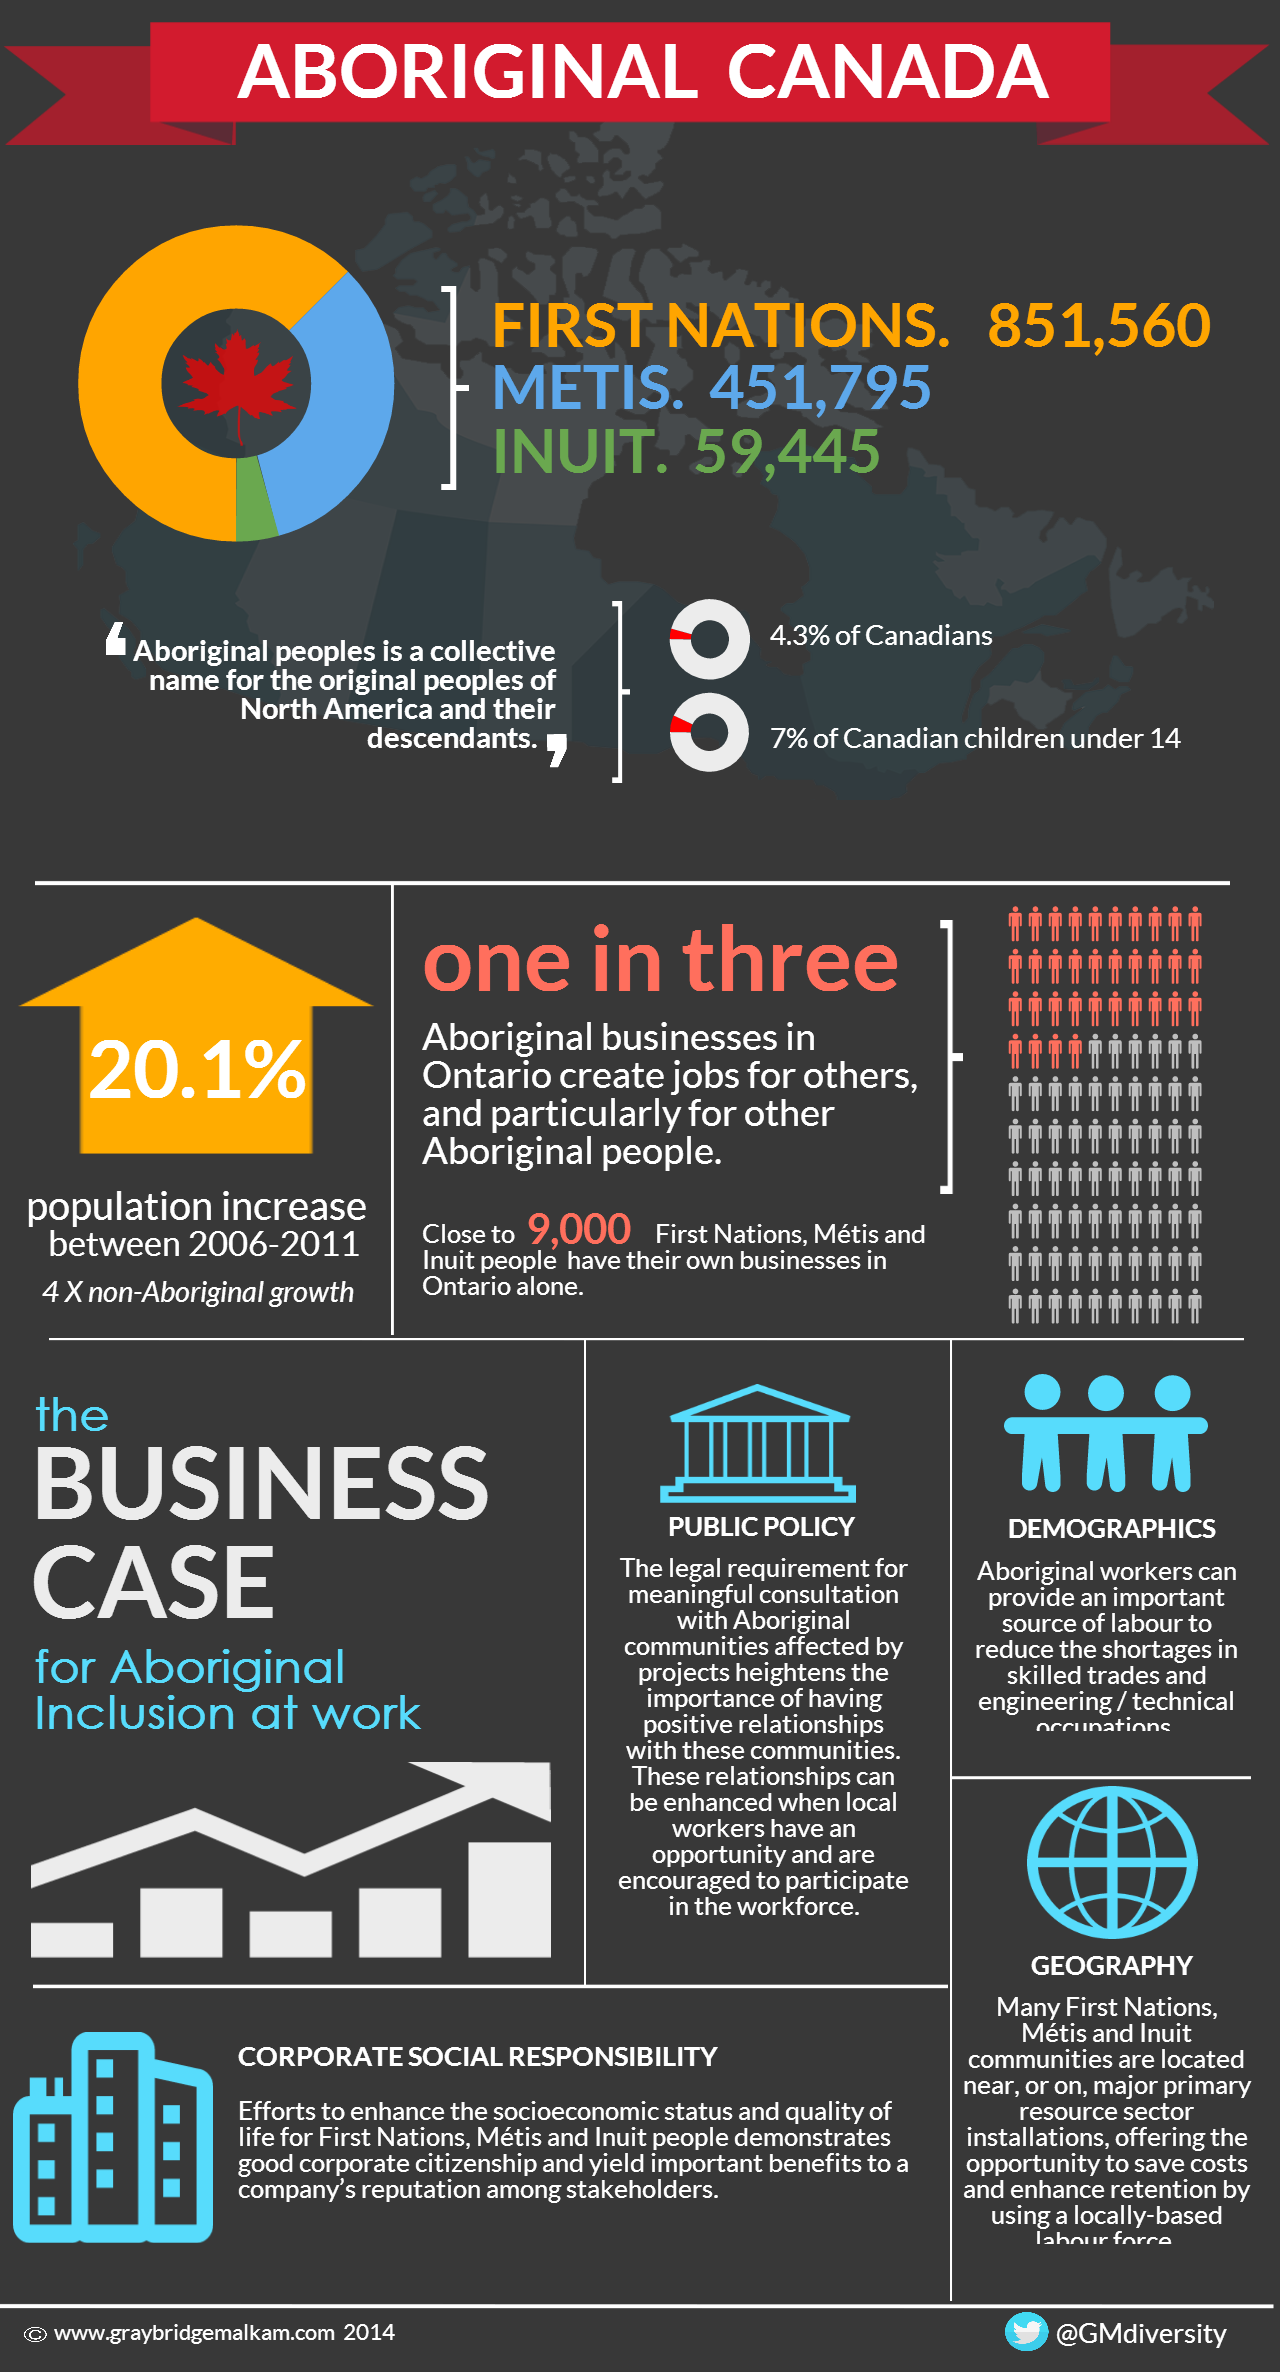 ABORIGINAL CANADA
FIRST NATIONS. 851,560
METIS. 451,795
INUIT. 59,445
❛Aboriginal peoples is a collective
name for the original peoples of
North America and their
descendants.❜
4.3% of Canadians
7% of Canadian children under 14
20.1%
population increase
between 2006-2011
4 X non-Aboriginal growth
one in three
Aboriginal businesses in
Ontario create jobs for others,
and particularly for other
Aboriginal people.
Close to 9,000 First Nations, Métis and
Inuit people have their own businesses in
Ontario alone.
the
BUSINESS
CASE
for Aboriginal
Inclusion at work
PUBLIC POLICY
The legal requirement for
meaningful consultation
with Aboriginal
communities affected by
projects heightens the
importance of having
positive relationships
with these communities.
These relationships can
be enhanced when local
workers have an
opportunity and are
encouraged to participate
in the workforce.
DEMOGRAPHICS
Aboriginal workers can
provide an important
source of labour to
reduce the shortages in
skilled trades and
engineering / technical
occupations
GEOGRAPHY
Many First Nations,
Métis and Inuit
communities are located
near, or on, major primary
resource sector
installations, offering the
opportunity to save costs
and enhance retention by
using a locally-based
labour force
CORPORATE SOCIAL RESPONSIBILITY
Efforts to enhance the socioeconomic status and quality of
life for First Nations, Métis and Inuit people demonstrates
good corporate citizenship and yield important benefits to a
company's reputation among stakeholders.
© www.graybridgemalkam.com 2014
@GMdiversity